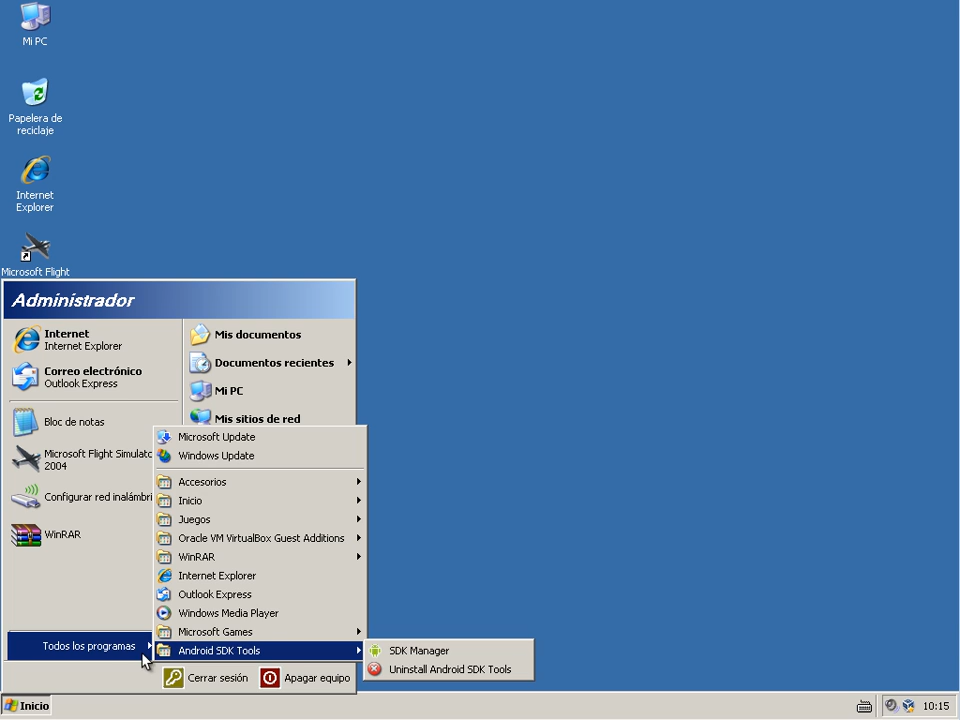 Mi PC
Papelera de
reciclaje
Internet
Explorer
Microsoft Flight
Administrador
Internet
Internet Explorer
Correo electrónico
Outlook Express
Bloc de notas
Microsoft Flight Simulato
2004
Configurar red inalámbri
WinRAR
Todos los programas
Mis documentos
Documentos recientes
Mi PC
Mis sitios de red
Microsoft Update
Windows Update
Accesorios
Inicio
Juegos
Oracle VM VirtualBox Guest Additions
WinRAR
Internet Explorer
Outlook Express
Windows Media Player
Microsoft Games
Android SDK Tools
SDK Manager
Uninstall Android SDK Tools
Cerrar sesión
Apagar equipo
Inicio
10:15